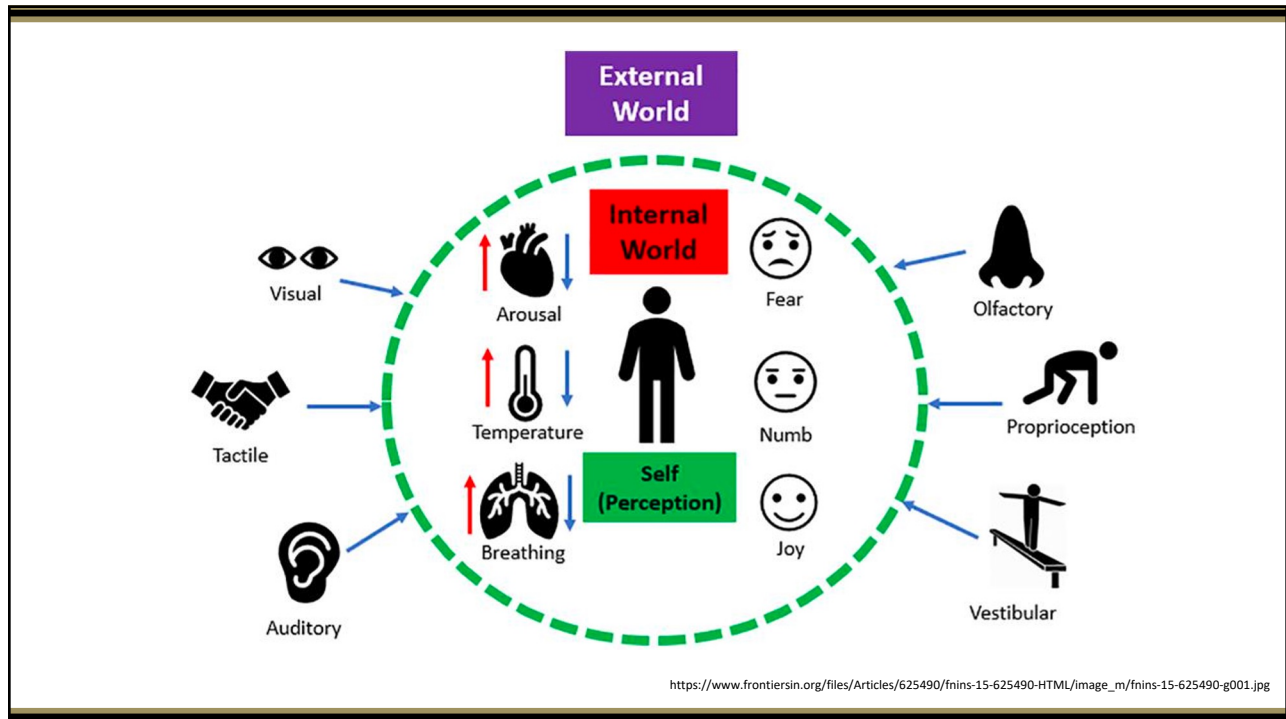 External
World
Internal
World
Visual
Arousal
Fear
Olfactory
Tactile
Temperature
Numb
Proprioception
Self
(Perception)
Auditory
Breathing
Joy
Vestibular
https://www.frontiersin.org/files/Articles/625490/fnins-15-625490-HTML/image_m/fnins-15-625490-g001.jpg